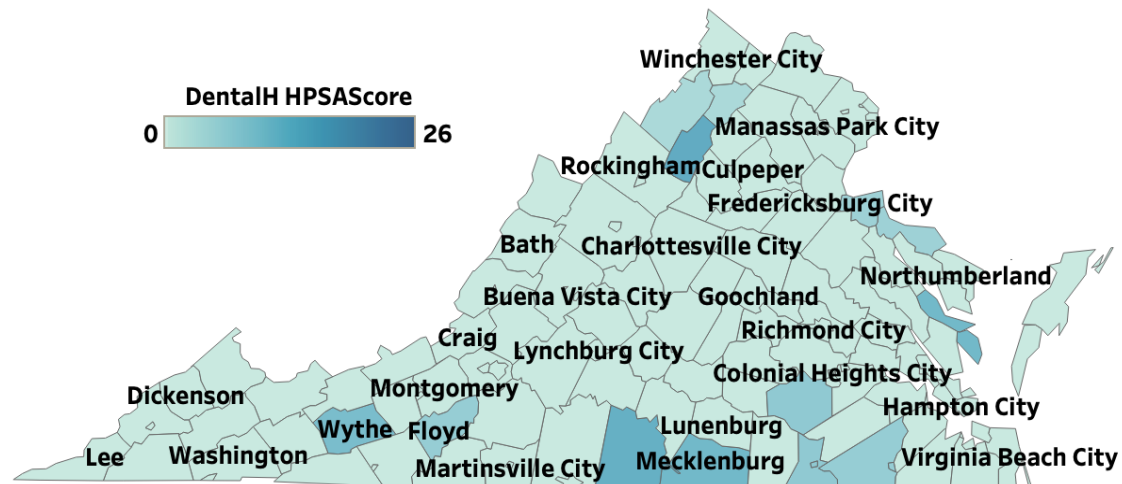 Winchester City
DentalH HPSAScore
0 26
Manassas Park City
Rockingham Culpeper
Fredericksburg City
Bath Charlottesville City
Northumberland
Buena Vista City Goochland
Richmond City
Craig
Lynchburg City
Colonial Heights City
Montgomery
Dickenson
Hampton City
Lunenburg
Wythe Floyd
Lee Washington Virginia Beach City
Mecklenburg
Martinsville City